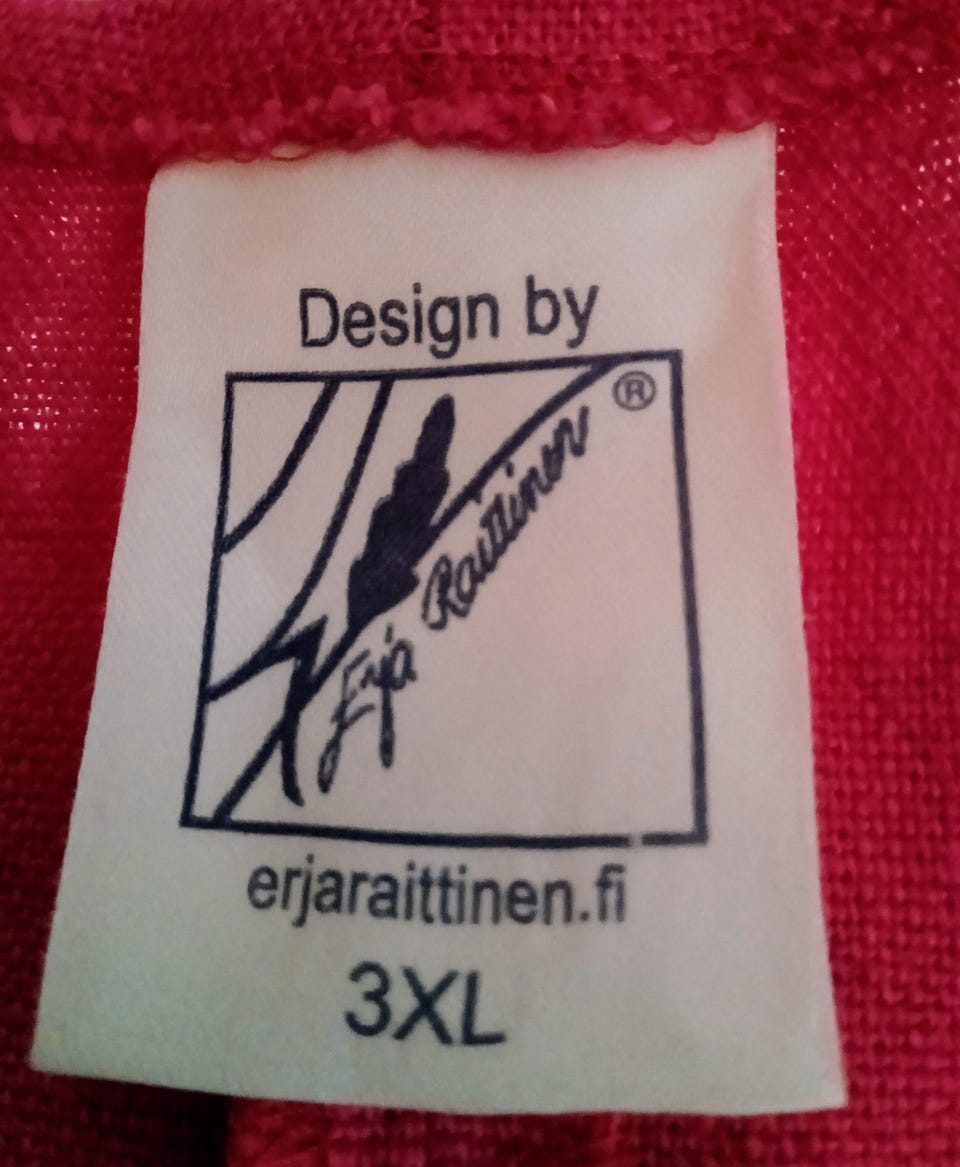 Design by
®
Erja Raittinen
erjaraittinen.fi
3XL